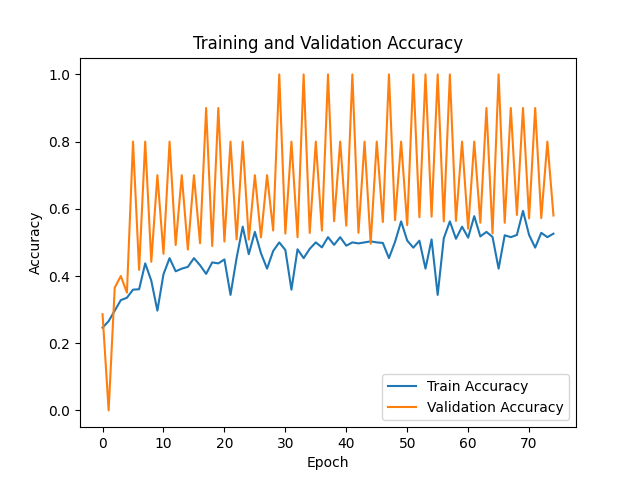 Training and Validation Accuracy
1.0
0.8
0.6
0.4
0.2
0.0
Accuracy
0 10 20 30 40 50 60 70
Epoch
Train Accuracy
Validation Accuracy